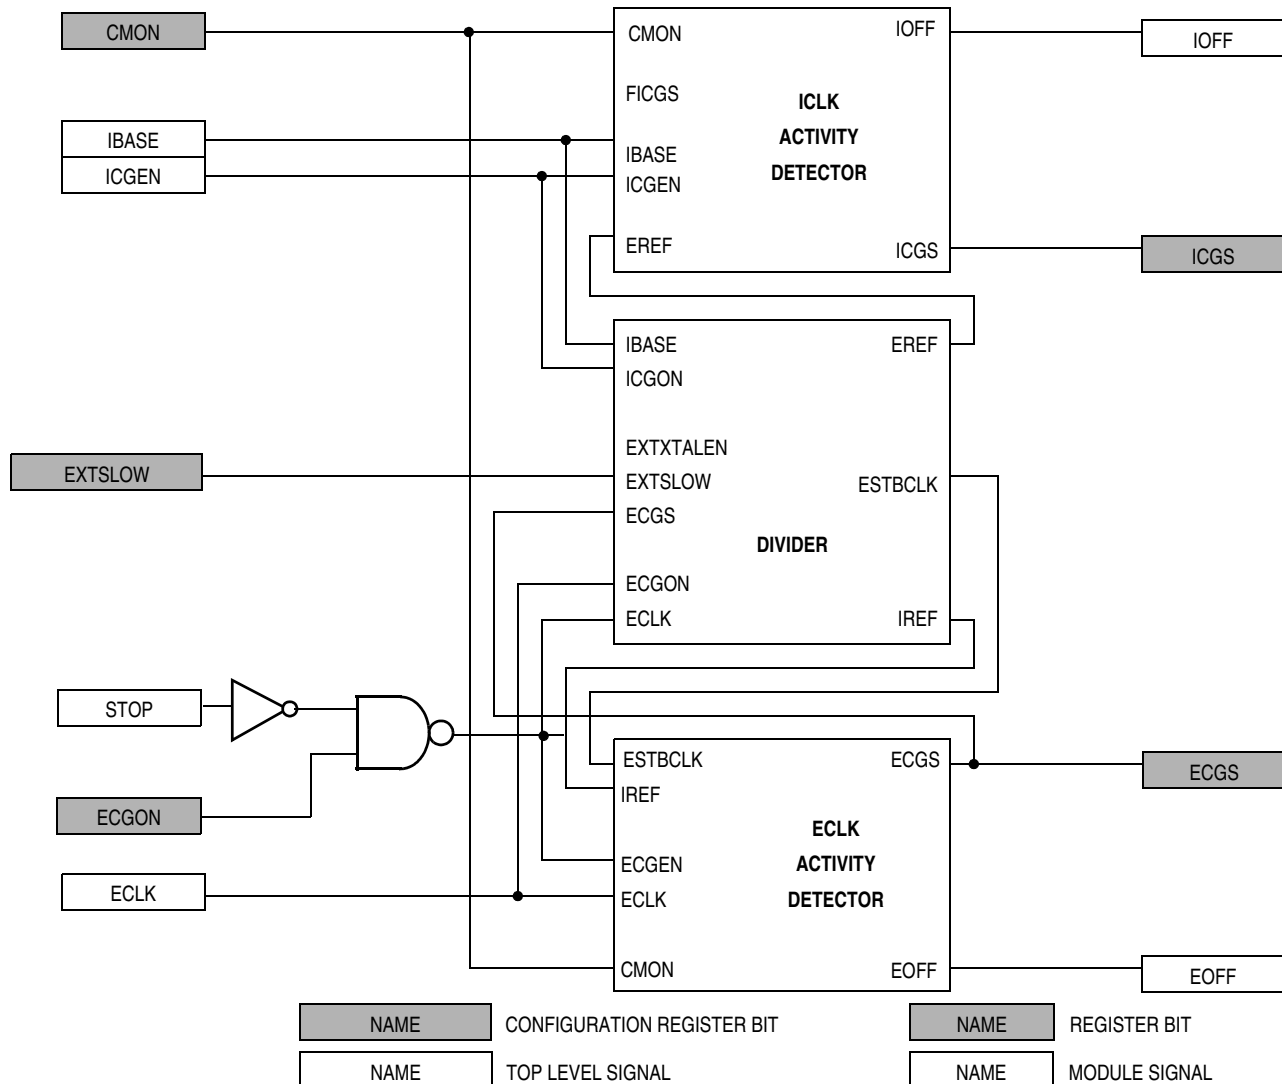 CMON
IBASE
ICGEN
EXTSLOW
STOP
ECGON
ECLK
CMON
FICGS
IBASE
ICGEN
EREF
ICLK
ACTIVITY
DETECTOR
IOFF
ICGS
IOFF
ICGS
IBASE
ICGON
EXTXTALEN
EXTSLOW
ECGS
ECGON
ECLK
DIVIDER
EREF
ESTBCLK
IREF
ESTBCLK
IREF
ECGEN
ECLK
CMON
ECLK
ACTIVITY
DETECTOR
ECGS
EOFF
ECGS
EOFF
NAME CONFIGURATION REGISTER BIT
NAME REGISTER BIT
NAME TOP LEVEL SIGNAL
NAME MODULE SIGNAL